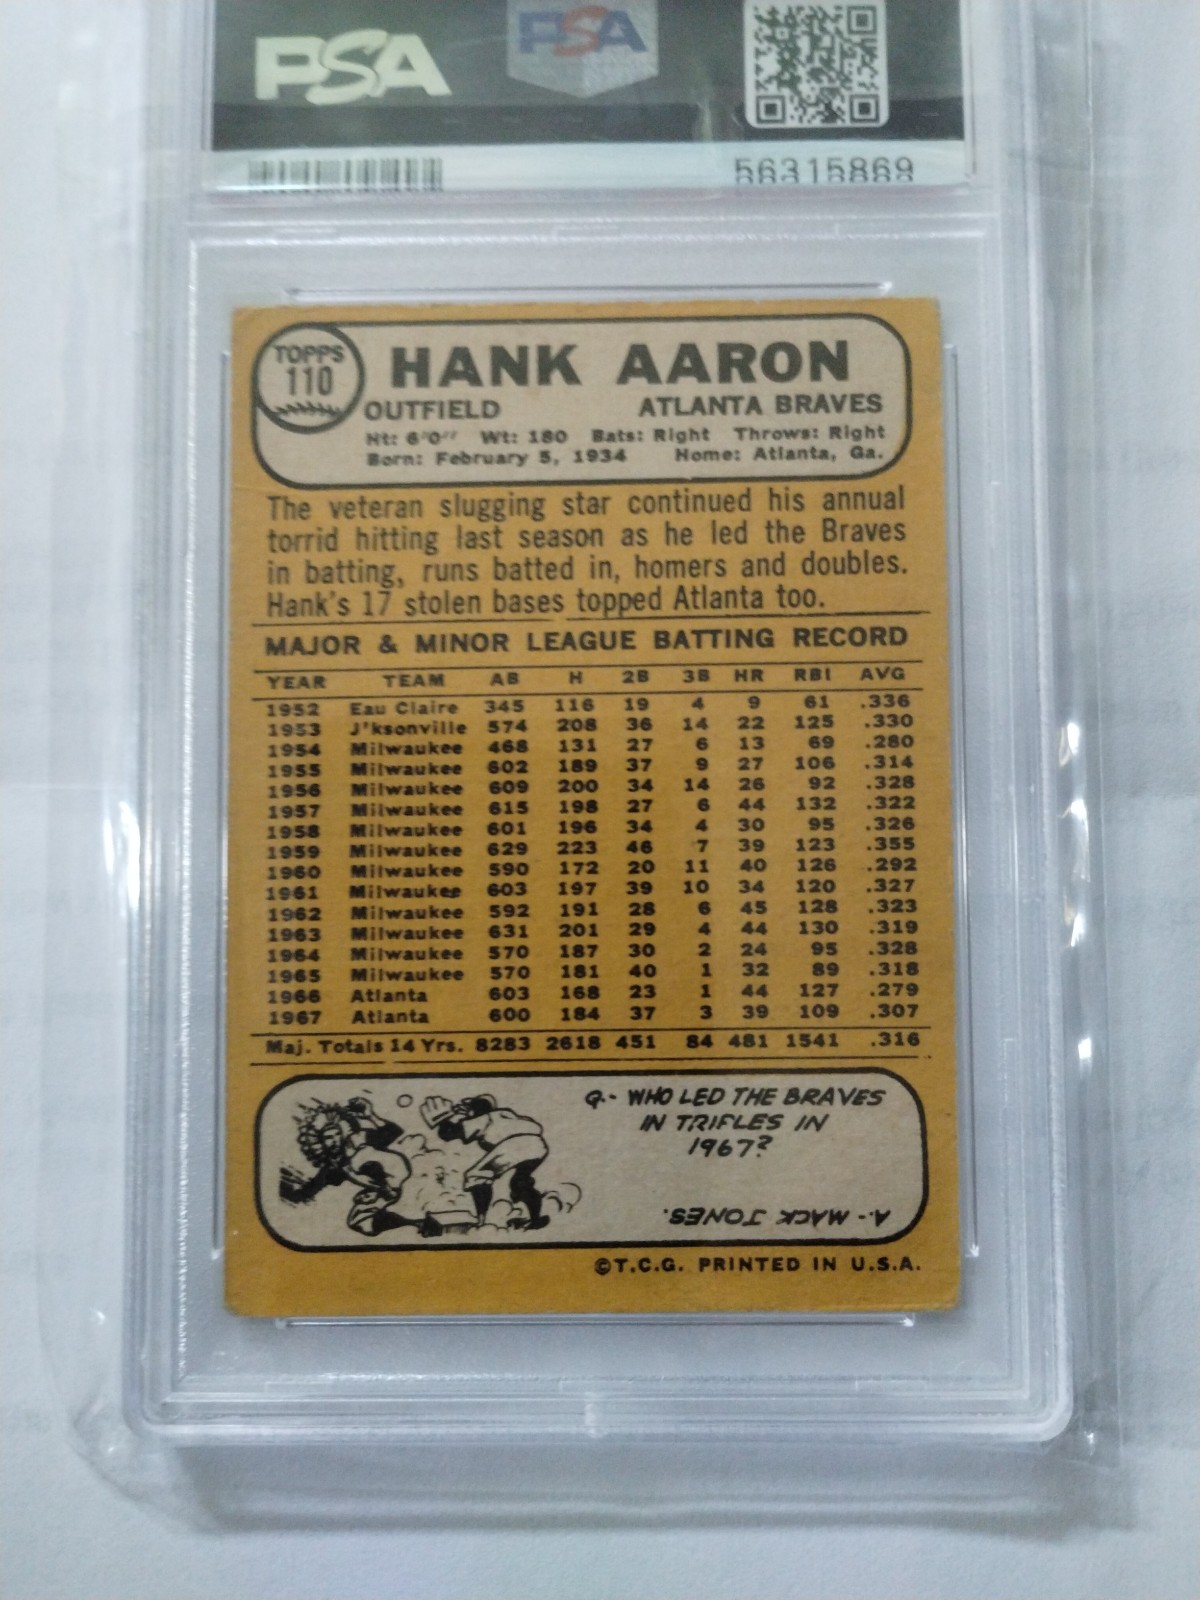 PSA
PSA
56315869
TOPPS
110
HANK AARON
OUTFIELD ATLANTA BRAVES
Ht: 6'0" Wt: 180 Bats: Right Throws: Right
Born: February 5, 1934 Home: Atlanta, Ga.
The veteran slugging star continued his annual
torrid hitting last season as he led the Braves
in batting, runs batted in, homers and doubles.
Hank's 17 stolen bases topped Atlanta too.
MAJOR & MINOR LEAGUE BATTING RECORD
YEAR TEAM AB H 2B 3B HR RBI AVG
1952 Eau Claire 345 116 19 4 9 61 .336
1953 J'ksonville 574 208 36 14 22 125 .330
1954 Milwaukee 468 131 27 6 13 69 .280
1955 Milwaukee 602 189 37 9 27 106 .314
1956 Milwaukee 609 200 34 14 26 92 .328
1957 Milwaukee 615 198 27 6 44 132 .322
1958 Milwaukee 601 196 34 4 30 95 .326
1959 Milwaukee 629 223 46 7 39 123 .355
1960 Milwaukee 590 172 20 11 40 126 .292
1961 Milwaukee 603 197 39 10 34 120 .327
1962 Milwaukee 592 191 28 6 45 128 .323
1963 Milwaukee 631 201 29 4 44 130 .319
1964 Milwaukee 570 187 30 2 24 95 .328
1965 Milwaukee 570 181 40 1 32 89 .318
1966 Atlanta 603 168 23 1 44 127 .279
1967 Atlanta 600 184 37 3 39 109 .307
Maj. Totals 14 Yrs. 8283 2618 451 84 481 1541 .316
Q.- WHO LED THE BRAVES
IN TRIFLES IN
1967?
A.- MACK JONES.
©T.C.G. PRINTED IN U.S.A.